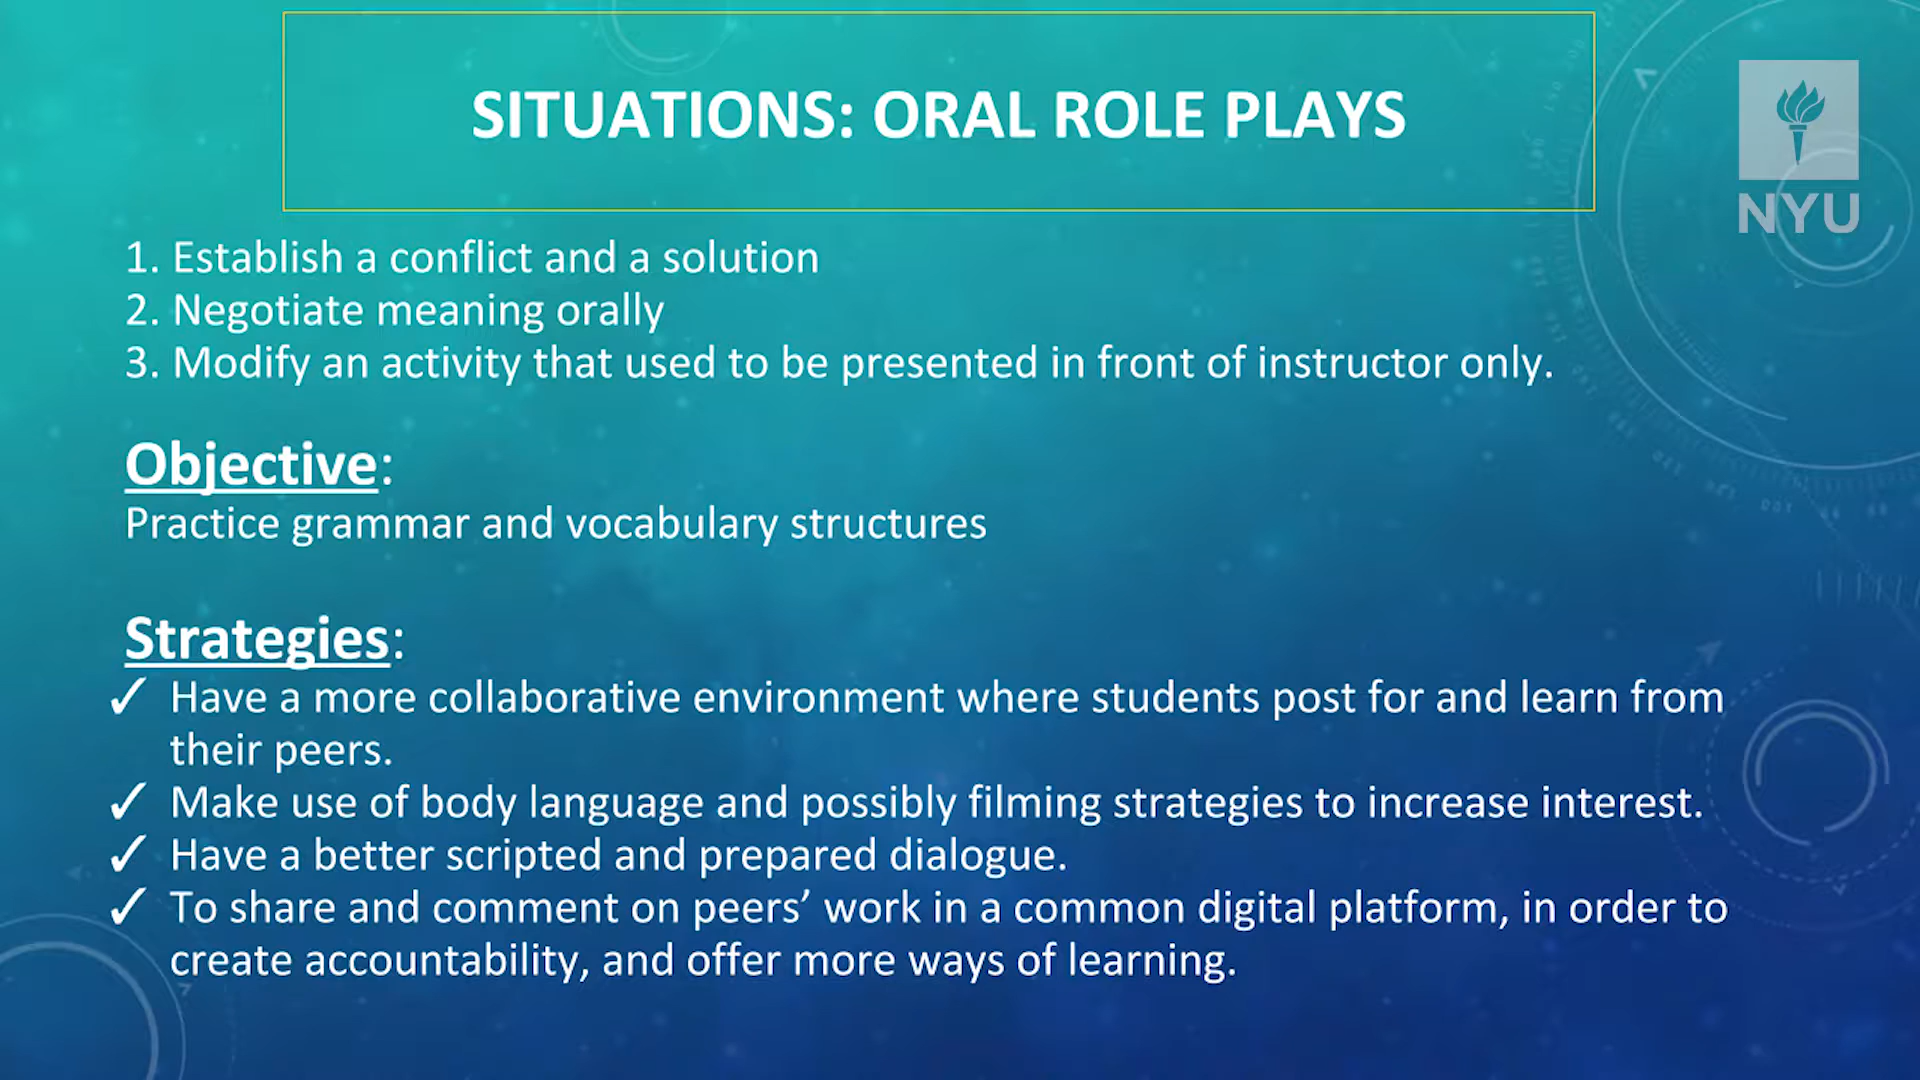 SITUATIONS: ORAL ROLE PLAYS
NYU
1. Establish a conflict and a solution
2. Negotiate meaning orally
3. Modify an activity that used to be presented in front of instructor only.
Objective:
Practice grammar and vocabulary structures
Strategies:
✓ Have a more collaborative environment where students post for and learn from
their peers.
✓ Make use of body language and possibly filming strategies to increase interest.
✓ Have a better scripted and prepared dialogue.
✓ To share and comment on peers’ work in a common digital platform, in order to
create accountability, and offer more ways of learning.